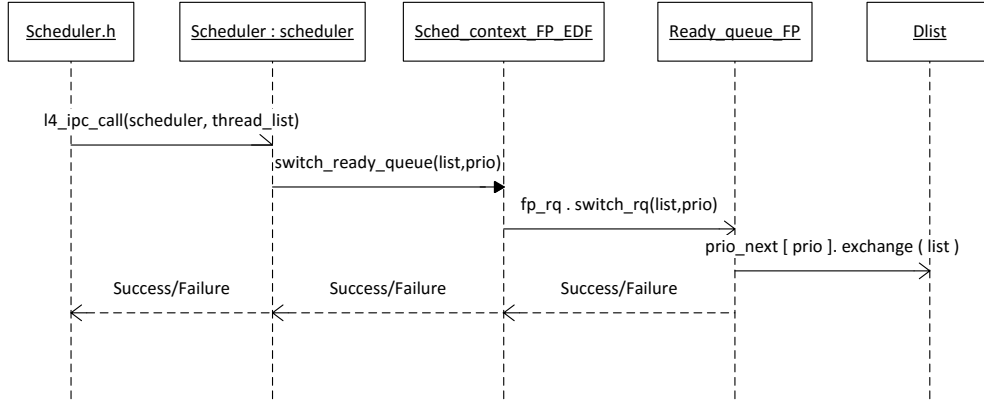 Scheduler.h
Scheduler : scheduler
Sched_context_FP_EDF
Ready_queue_FP
Dlist
l4_ipc_call(scheduler, thread_list)
switch_ready_queue(list,prio)
fp_rq . switch_rq(list,prio)
prio_next [ prio ]. exchange ( list )
Success/Failure
Success/Failure
Success/Failure